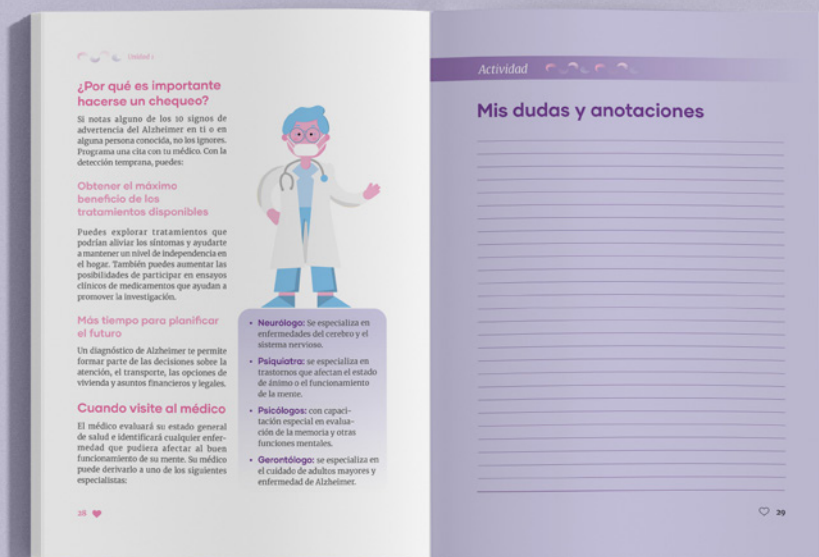 Unidad 1
¿Por qué es importante
hacerse un chequeo?
Si notas alguno de los 10 signos de
advertencia del Alzheimer en ti o en
alguna persona conocida, no los ignores.
Programa una cita con tu médico. Con la
detección temprana, puedes:
Obtener el máximo
beneficio de los
tratamientos disponibles
Puedes explorar tratamientos que
podrían aliviar los síntomas y ayudarte
a mantener un nivel de independencia en
el hogar. También puedes aumentar las
posibilidades de participar en ensayos
clínicos de medicamentos que ayudan a
promover la investigación.
Más tiempo para planificar
el futuro
Un diagnóstico de Alzheimer te permite
formar parte de las decisiones sobre la
atención, el transporte, las opciones de
vivienda y asuntos financieros y legales.
Cuando visite al médico
El médico evaluará su estado general
de salud e identificará cualquier enfer-
medad que pudiera afectar al buen
funcionamiento de su mente. Su médico
puede derivarlo a uno de los siguientes
especialistas:
• Neurólogo: Se especializa en
enfermedades del cerebro y el
sistema nervioso.
• Psiquiatra: se especializa en
trastornos que afectan el estado
de ánimo o el funcionamiento
de la mente.
• Psicólogos: con capaci-
tación especial en evalua-
ción de la memoria y otras
funciones mentales.
• Gerontólogo: se especializa en
el cuidado de adultos mayores y
enfermedad de Alzheimer.
28
Actividad
Mis dudas y anotaciones
29